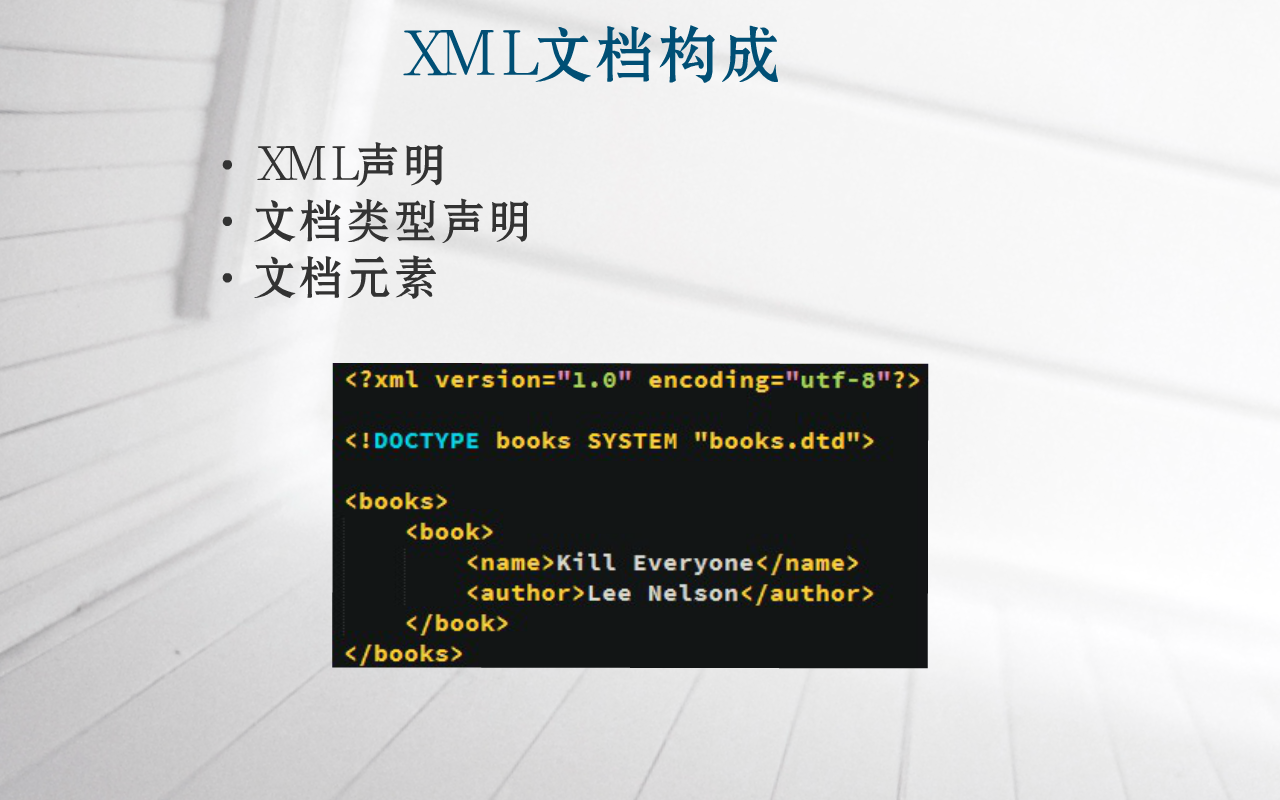 XML文档构成
• XML声明
• 文档类型声明
• 文档元素
<?xml version="1.0" encoding="utf-8"?>
<!DOCTYPE books SYSTEM "books.dtd">
<books>
    <book>
        <name>Kill Everyone</name>
        <author>Lee Nelson</author>
    </book>
</books>